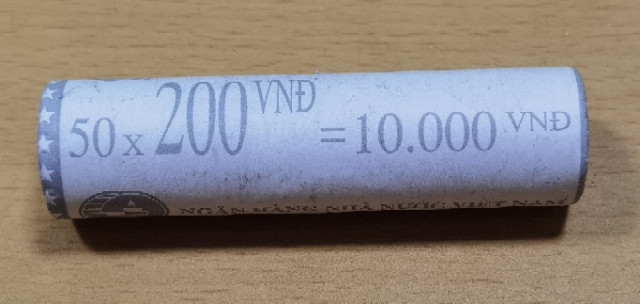 50 x 200 VNĐ = 10.000 VNĐ
NGÂN HÀNG NHÀ NƯỚC VIỆT NAM